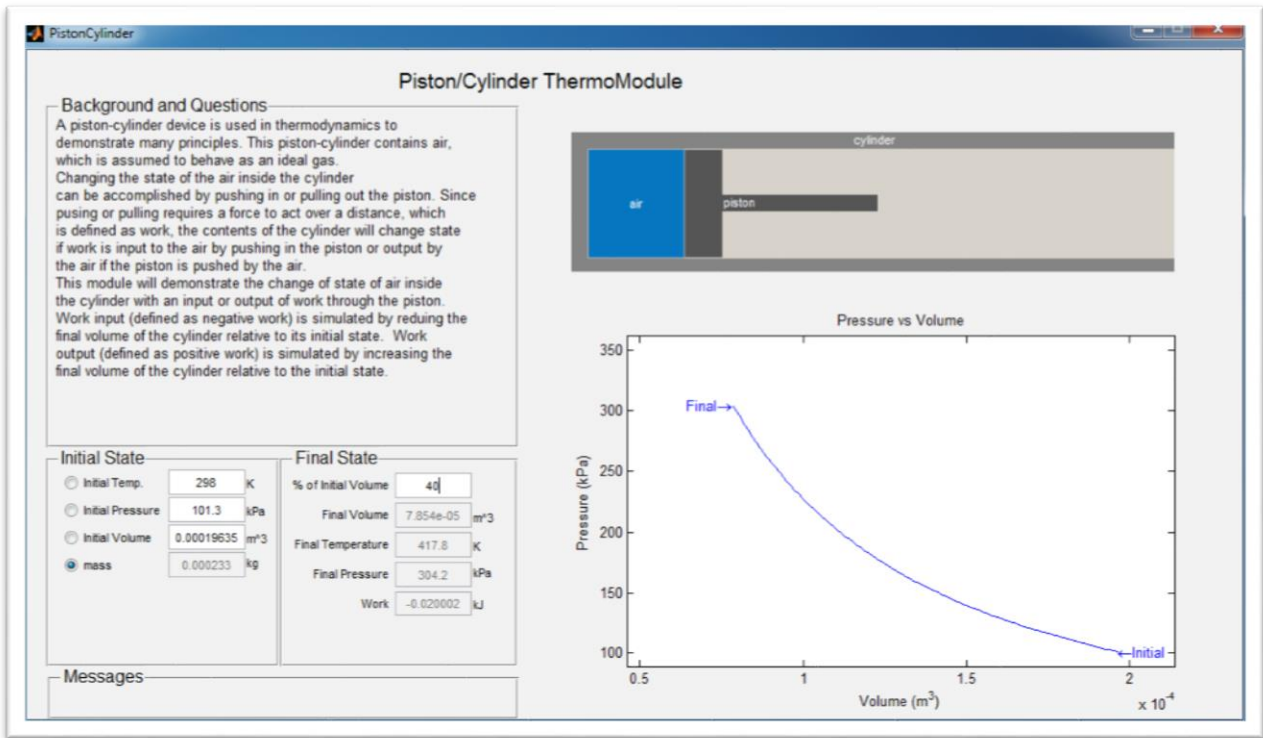 PistonCylinder
Piston/Cylinder ThermoModule
Background and Questions
A piston-cylinder device is used in thermodynamics to
demonstrate many principles. This piston-cylinder contains air,
which is assumed to behave as an ideal gas.
Changing the state of the air inside the cylinder
can be accomplished by pushing in or pulling out the piston. Since
pusing or pulling requires a force to act over a distance, which
is defined as work, the contents of the cylinder will change state
if work is input to the air by pushing in the piston or output by
the air if the piston is pushed by the air.
This module will demonstrate the change of state of air inside
the cylinder with an input or output of work through the piston.
Work input (defined as negative work) is simulated by reduing the
final volume of the cylinder relative to its initial state. Work
output (defined as positive work) is simulated by increasing the
final volume of the cylinder relative to the initial state.
Initial State
Initial Temp. 298 K
Initial Pressure 101.3 kPa
Initial Volume 0.00019635 m^3
mass 0.000233 kg
Final State
% of Initial Volume 40
Final Volume 7.854e-05 m^3
Final Temperature 417.8 K
Final Pressure 304.2 kPa
Work -0.020002 kJ
Messages
cylinder
air
piston
Pressure vs Volume
Pressure (kPa)
350
300
250
200
150
100
Final→
←Initial
0.5 1 1.5 2
Volume (m³)
x 10⁻⁴